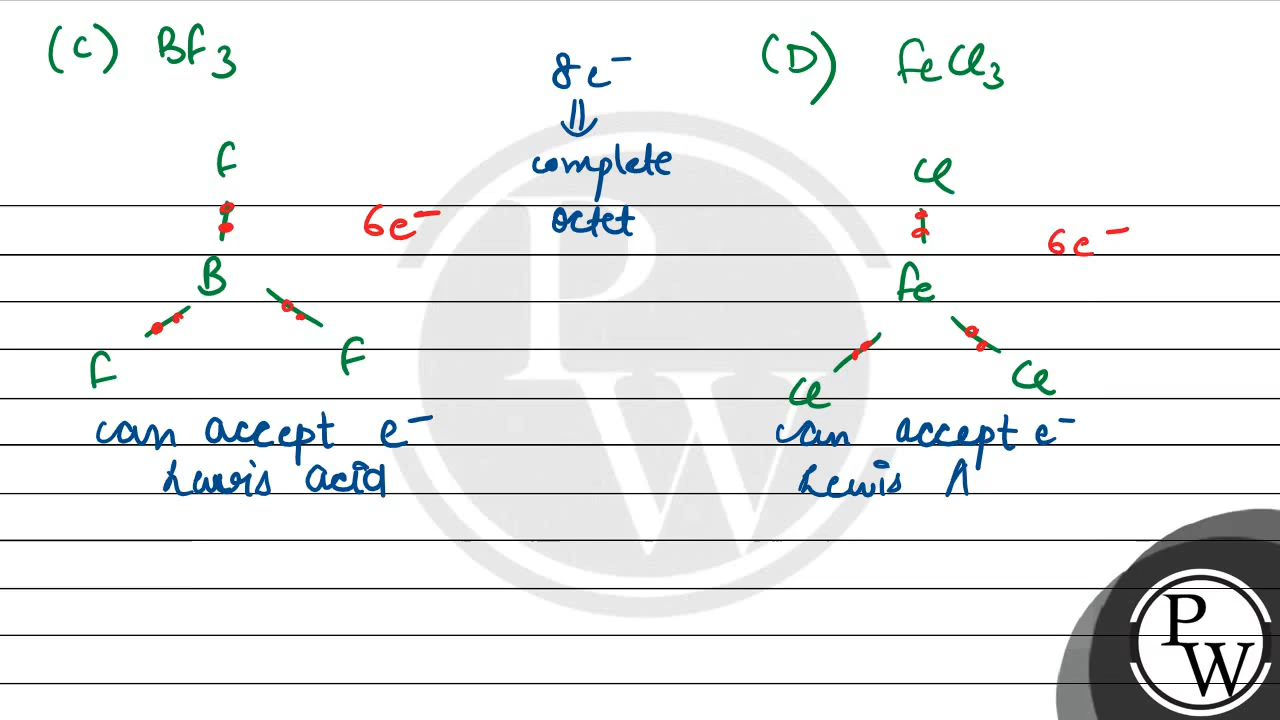 (C) BF3
8e⁻
⇓
complete
octet
F
6e⁻
B
F F
can accept e⁻
Lewis acid
(D) FeCl3
Cl
6e⁻
Fe
Cl Cl
can accept e⁻
Lewis A
PW
PW